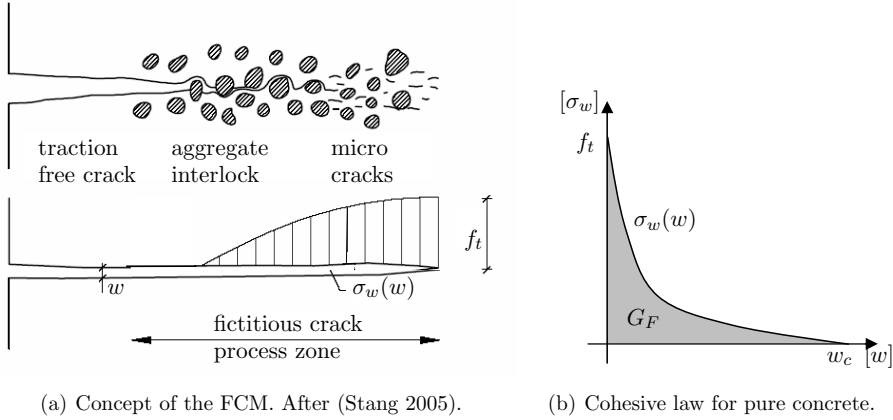 traction
free crack
aggregate
interlock
micro
cracks
f_t
w
σ_w(w)
fictitious crack
process zone
(a) Concept of the FCM. After (Stang 2005).
[σ_w]
f_t
σ_w(w)
G_F
w_c
[w]
(b) Cohesive law for pure concrete.